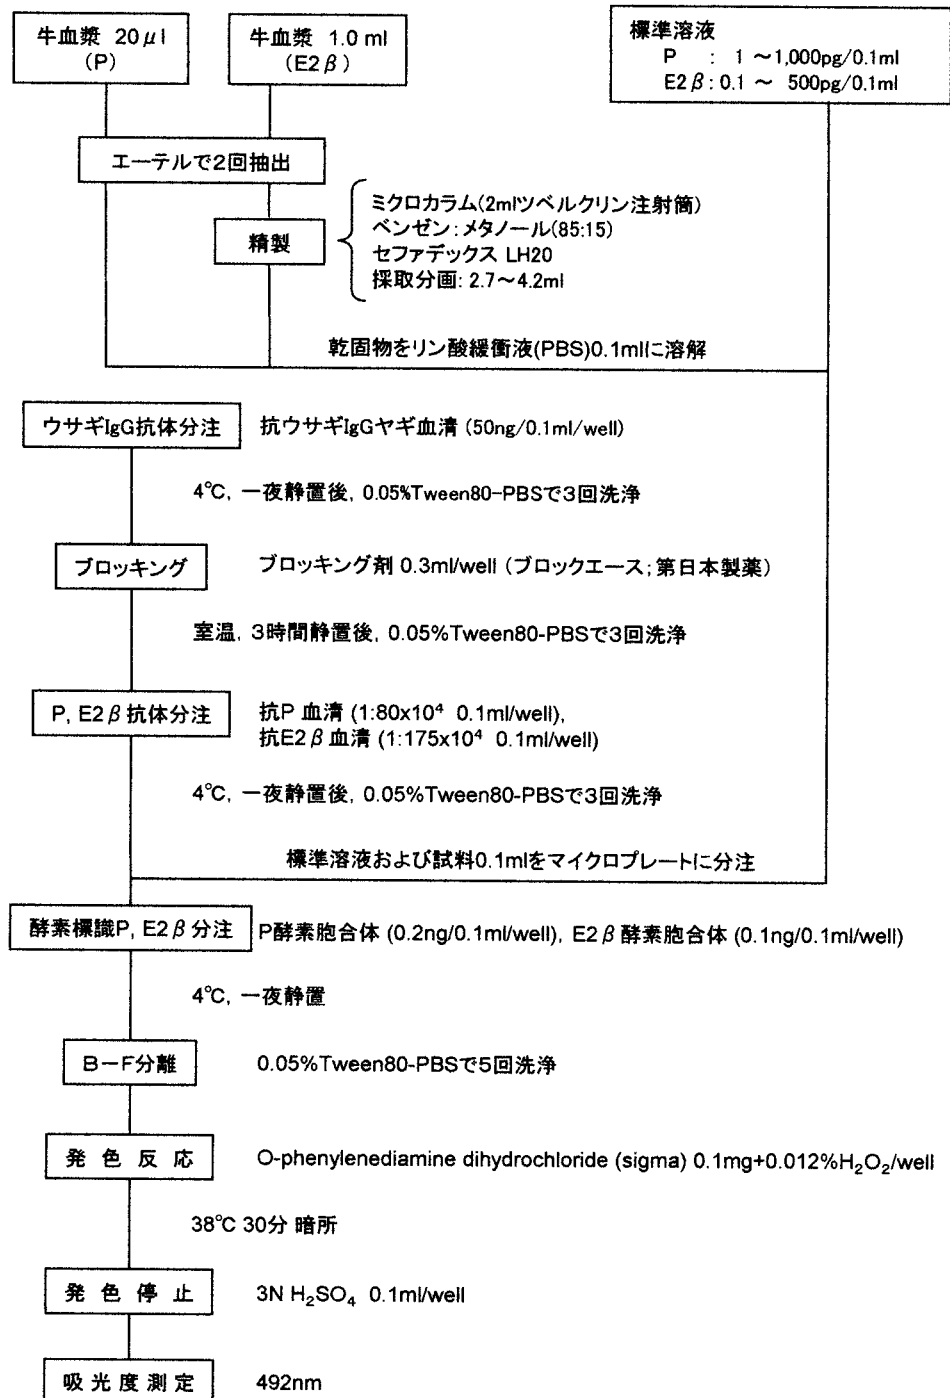 牛血漿 20μl
(P)
牛血漿 1.0 ml
(E2β)
標準溶液
P : 1 ～1,000pg/0.1ml
E2β: 0.1 ～ 500pg/0.1ml
エーテルで2回抽出
精製
ミクロカラム(2mlツベルクリン注射筒)
ベンゼン:メタノール(85:15)
セファデックス LH20
採取分画: 2.7～4.2ml
乾固物をリン酸緩衝液(PBS)0.1mlに溶解
ウサギIgG抗体分注
抗ウサギIgGヤギ血清 (50ng/0.1ml/well)
4℃, 一夜静置後, 0.05%Tween80-PBSで3回洗浄
ブロッキング
ブロッキング剤 0.3ml/well (ブロックエース;第日本製薬)
室温, 3時間静置後, 0.05%Tween80-PBSで3回洗浄
P, E2β抗体分注
抗P 血清 (1:80x10⁴ 0.1ml/well),
抗E2β血清 (1:175x10⁴ 0.1ml/well)
4℃, 一夜静置後, 0.05%Tween80-PBSで3回洗浄
標準溶液および試料0.1mlをマイクロプレートに分注
酵素標識P, E2β分注
P酵素胞合体 (0.2ng/0.1ml/well), E2β酵素胞合体 (0.1ng/0.1ml/well)
4℃, 一夜静置
B－F分離
0.05%Tween80-PBSで5回洗浄
発色反応
O-phenylenediamine dihydrochloride (sigma) 0.1mg+0.012%H₂O₂/well
38℃ 30分 暗所
発色停止
3N H₂SO₄ 0.1ml/well
吸光度測定
492nm